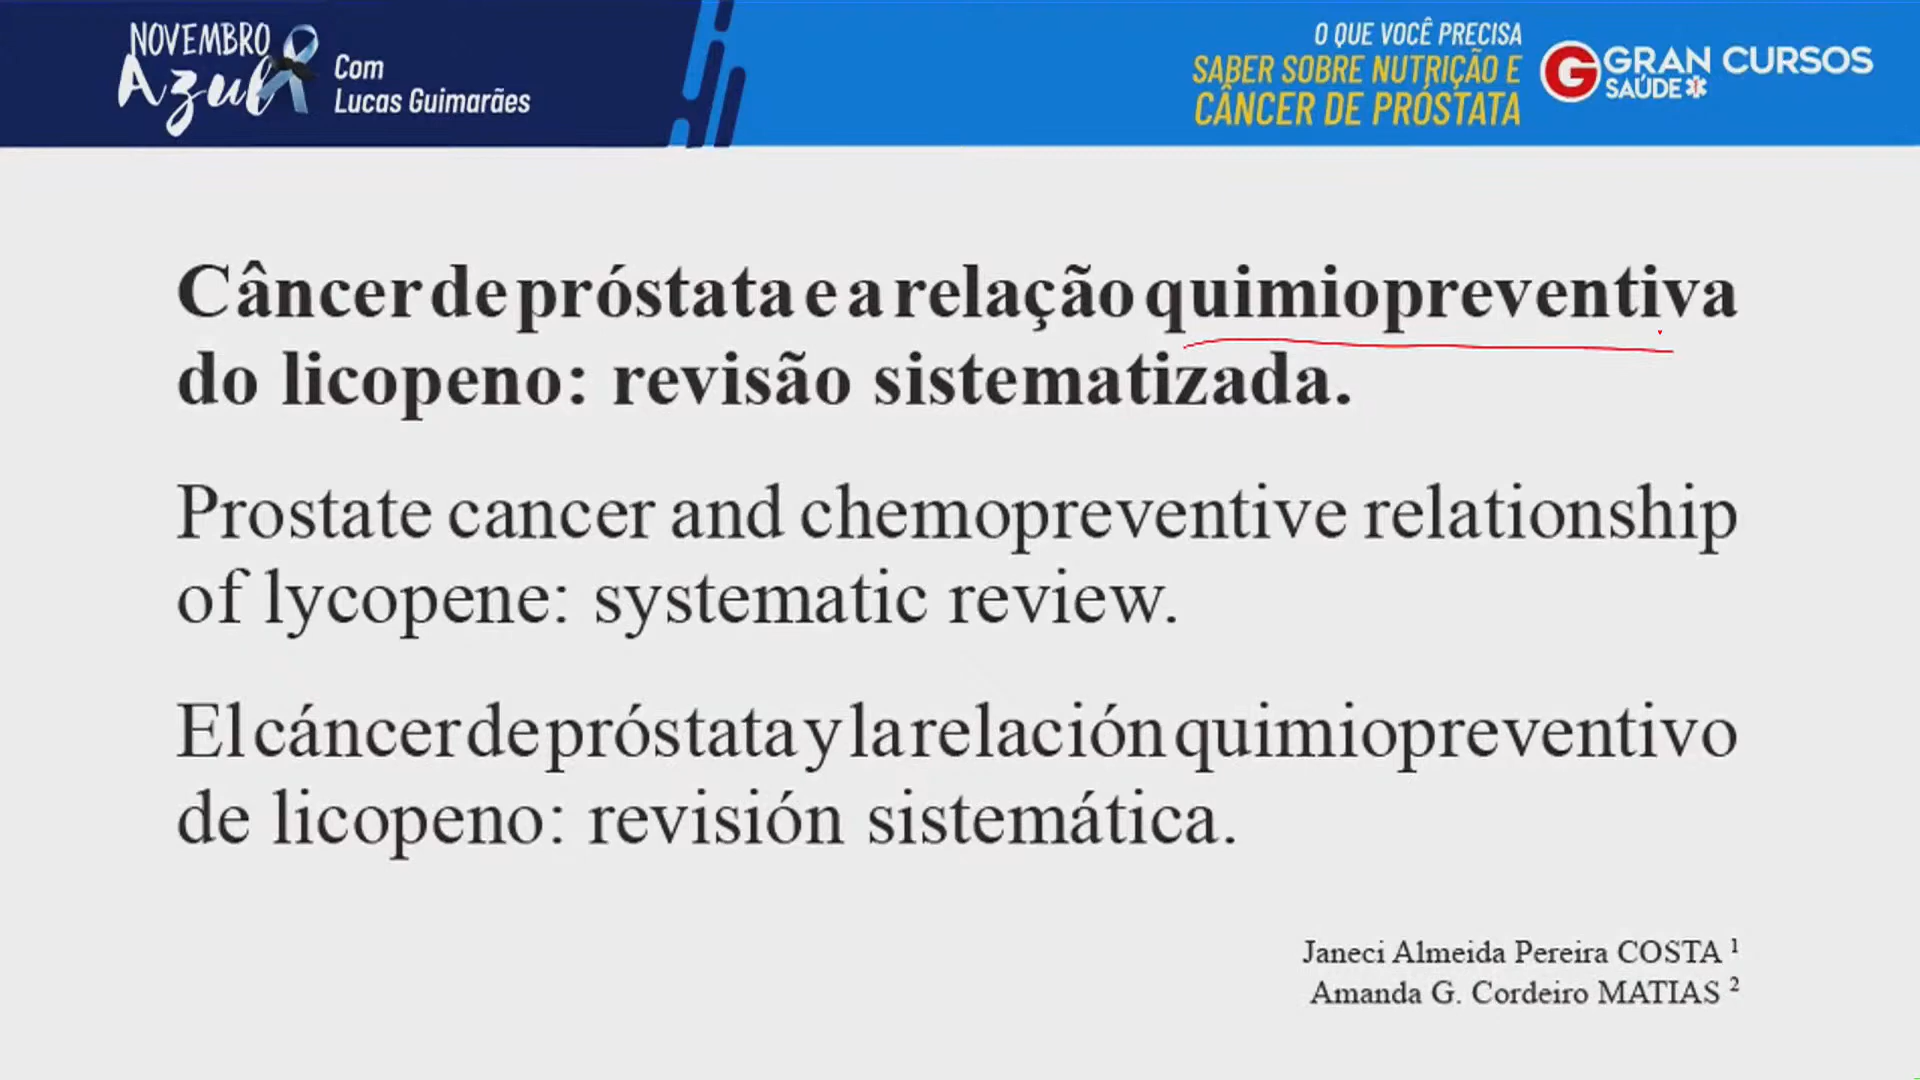 NOVEMBRO
Azul
Com
Lucas Guimarães
O QUE VOCÊ PRECISA
SABER SOBRE NUTRIÇÃO E
CÂNCER DE PRÓSTATA
G GRAN CURSOS
SAÚDE
Câncer de próstata e a relação quimiopreventiva
do licopeno: revisão sistematizada.
Prostate cancer and chemopreventive relationship
of lycopene: systematic review.
El cáncer de próstata y la relación quimiopreventivo
de licopeno: revisión sistemática.
Janeci Almeida Pereira COSTA ¹
Amanda G. Cordeiro MATIAS ²